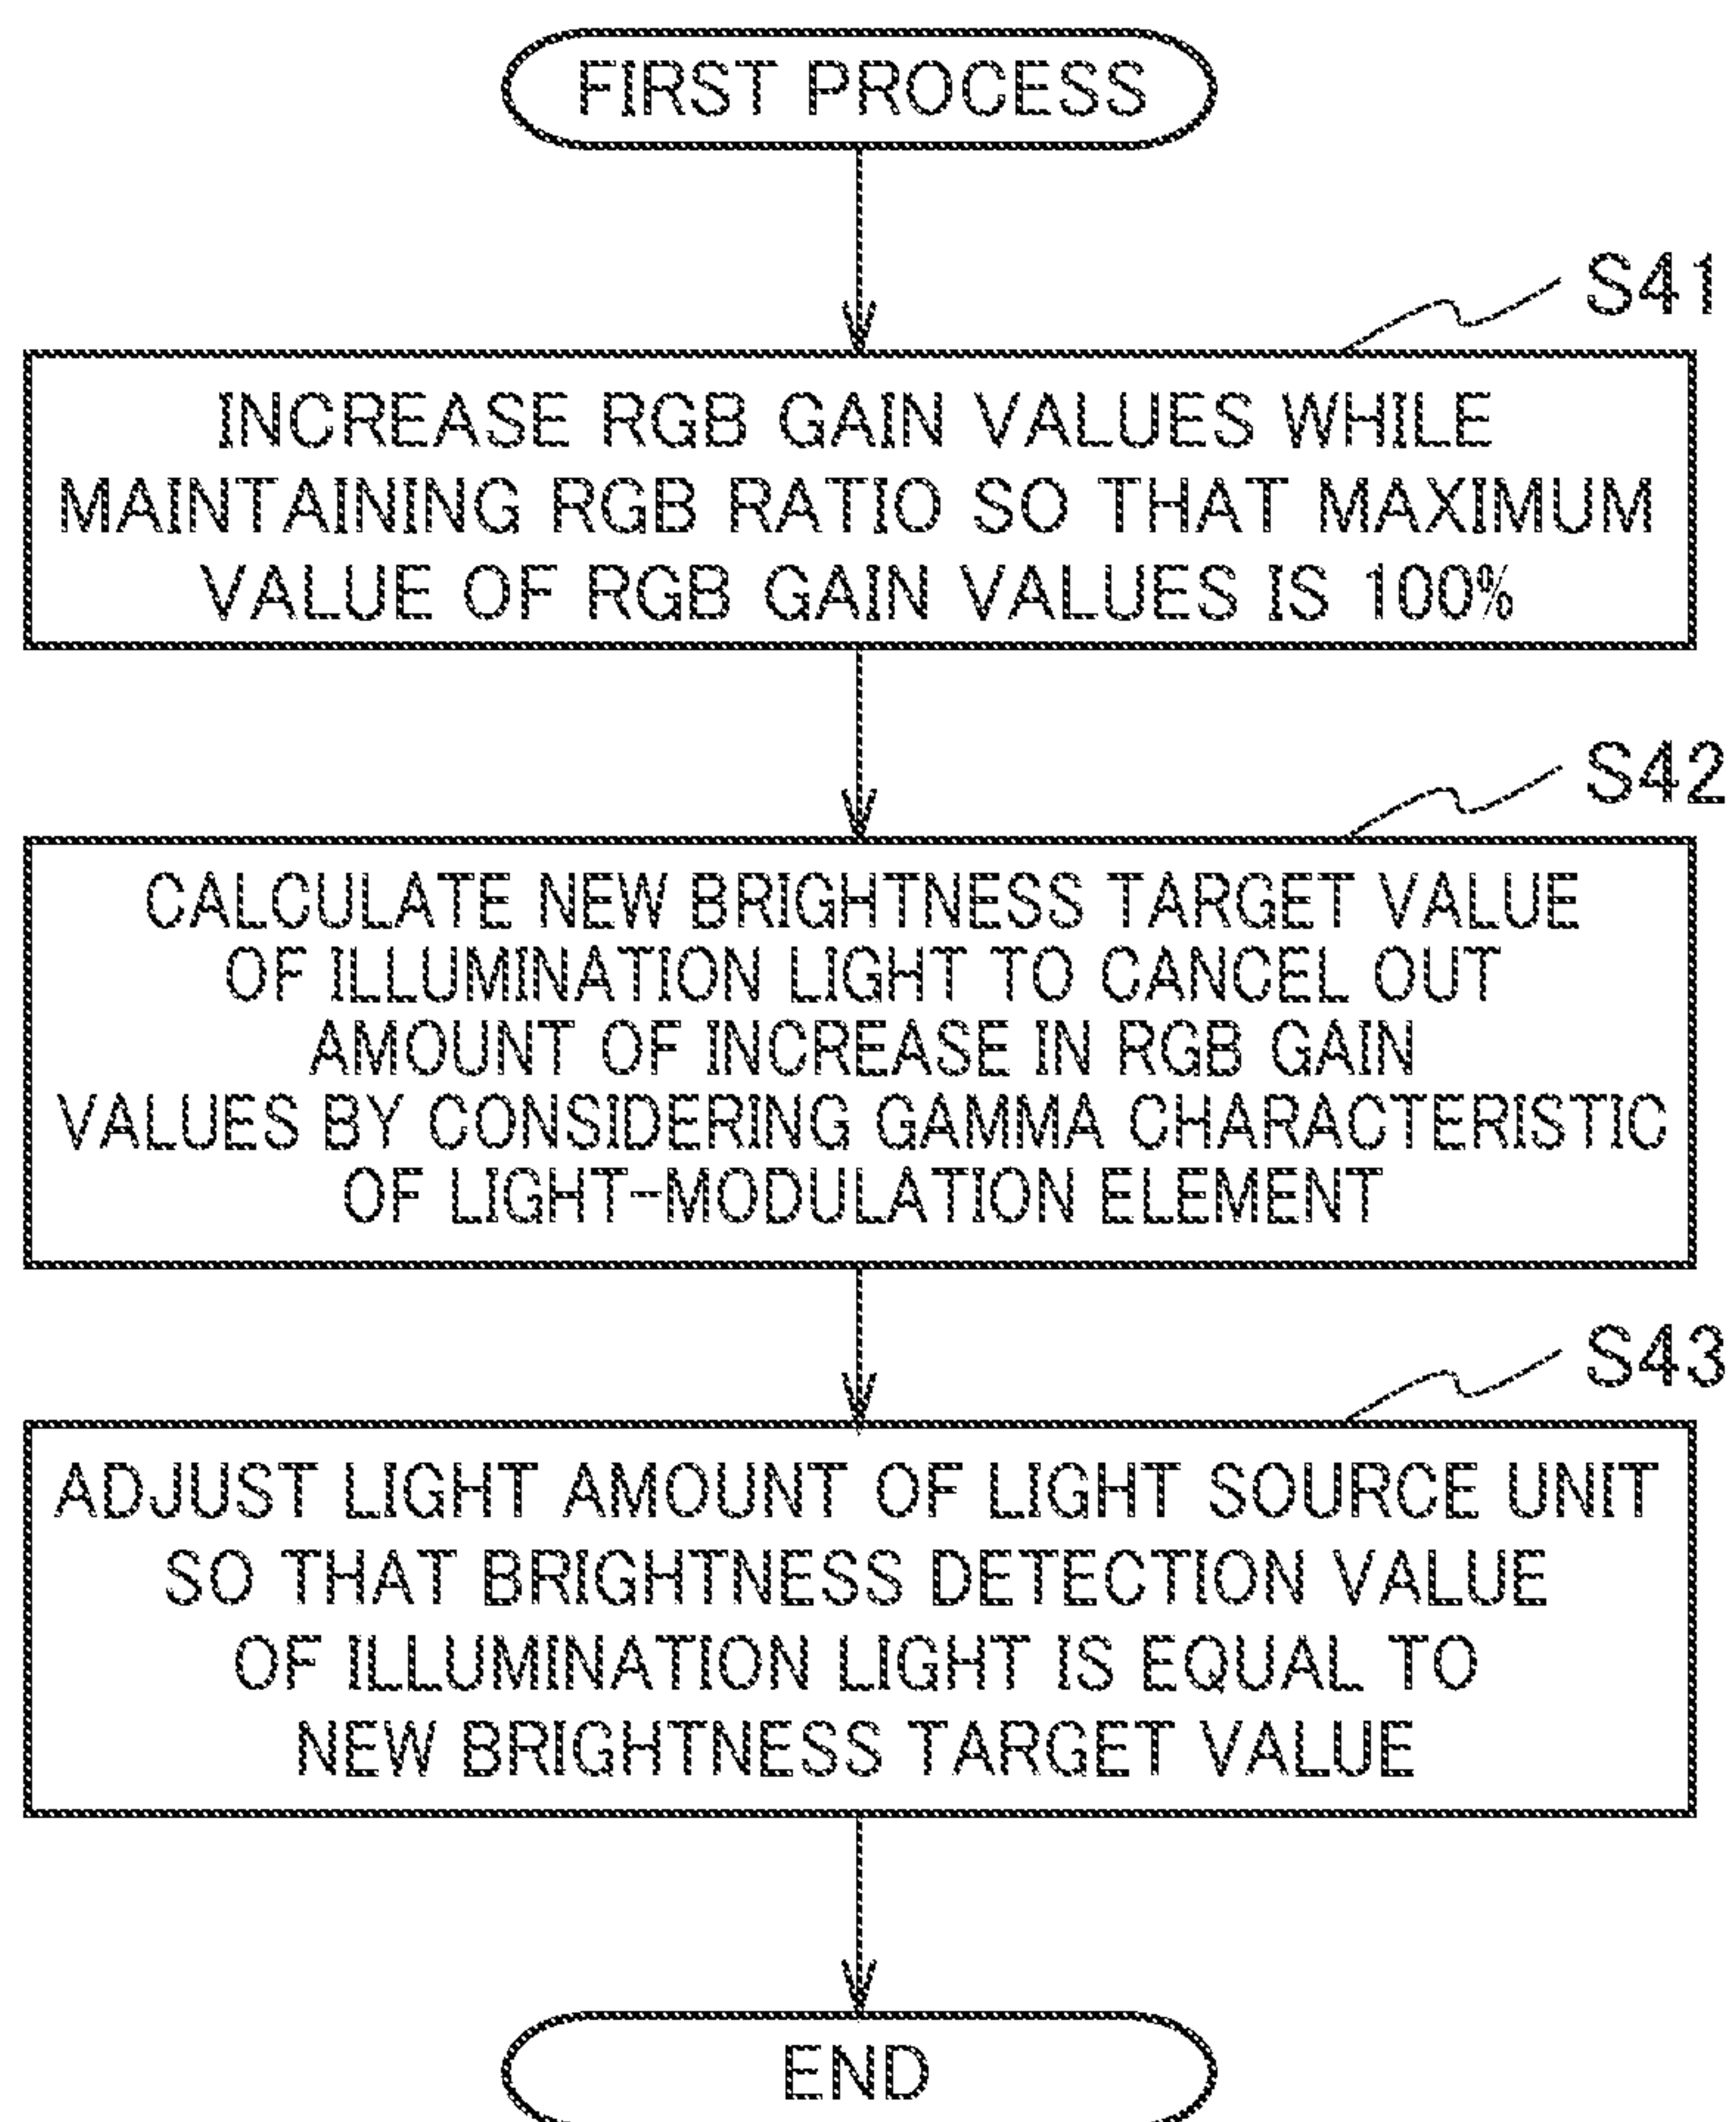 FIRST PROCESS
S41
INCREASE RGB GAIN VALUES WHILE
MAINTAINING RGB RATIO SO THAT MAXIMUM
VALUE OF RGB GAIN VALUES IS 100%
S42
CALCULATE NEW BRIGHTNESS TARGET VALUE
OF ILLUMINATION LIGHT TO CANCEL OUT
AMOUNT OF INCREASE IN RGB GAIN
VALUES BY CONSIDERING GAMMA CHARACTERISTIC
OF LIGHT-MODULATION ELEMENT
S43
ADJUST LIGHT AMOUNT OF LIGHT SOURCE UNIT
SO THAT BRIGHTNESS DETECTION VALUE
OF ILLUMINATION LIGHT IS EQUAL TO
NEW BRIGHTNESS TARGET VALUE
END